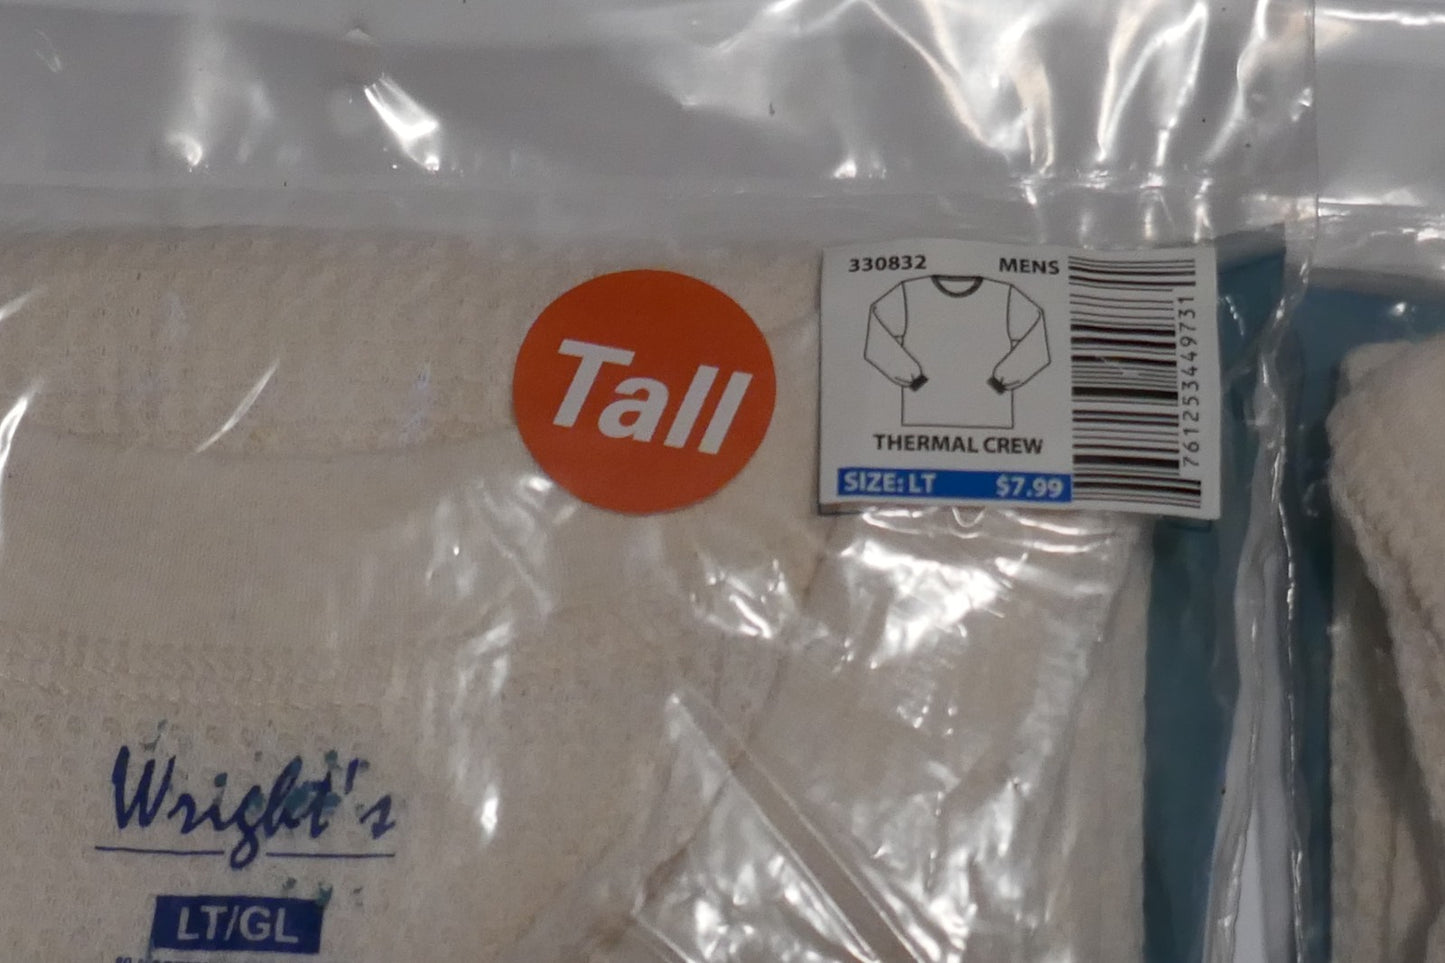 Tall
330832 MENS
THERMAL CREW
SIZE: LT $7.99
761253449731
Wright's
LT/GL